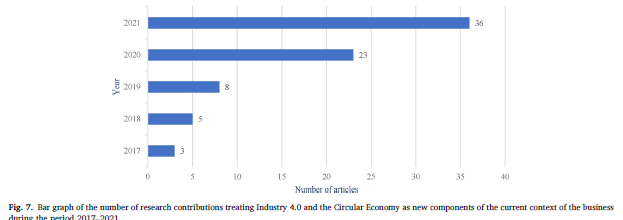 2021 36
2020 23
Year
2019 8
2018 5
2017 3
0 5 10 15 20 25 30 35 40
Number of articles
Fig. 7. Bar graph of the number of research contributions treating Industry 4.0 and the Circular Economy as new components of the current context of the business
during the period 2017–2021